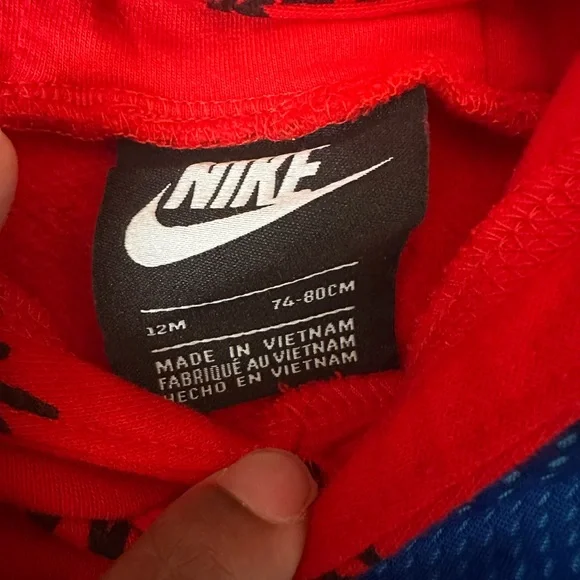 NIKE
12M 74-80CM
MADE IN VIETNAM
FABRIQUÉ AU VIETNAM
HECHO EN VIETNAM